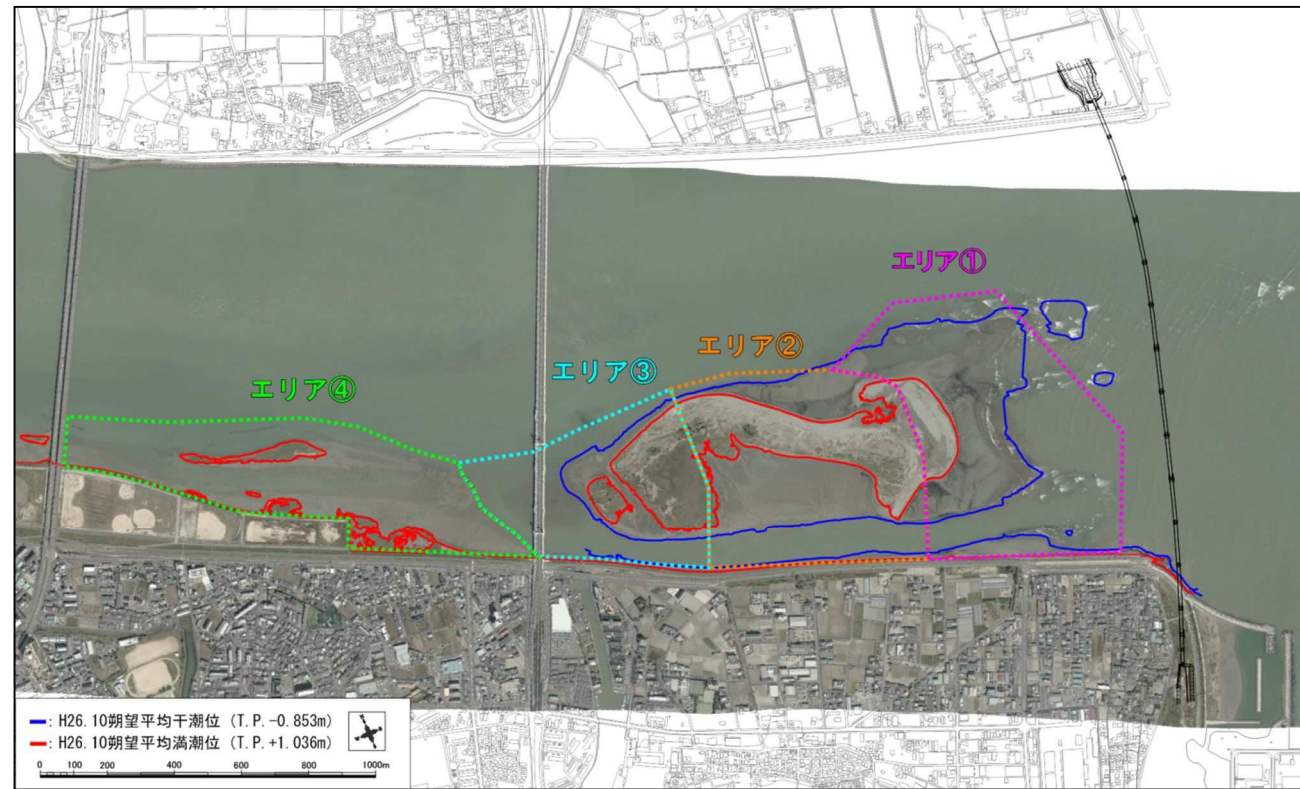 エリア①
エリア②
エリア③
エリア④
: H26.10朔望平均干潮位 (T.P.-0.853m)
: H26.10朔望平均満潮位 (T.P.+1.036m)
0 200 400 600 800 1000m